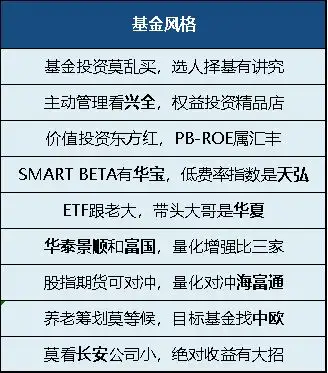 基金风格
基金投资莫乱买，选人择基有讲究
主动管理看兴全，权益投资精品店
价值投资东方红，PB-ROE属汇丰
SMART BETA有华宝，低费率指数是天弘
ETF跟老大，带头大哥是华夏
华泰景顺和富国，量化增强比三家
股指期货可对冲，量化对冲海富通
养老筹划莫等候，目标基金找中欧
莫看长安公司小，绝对收益有大招